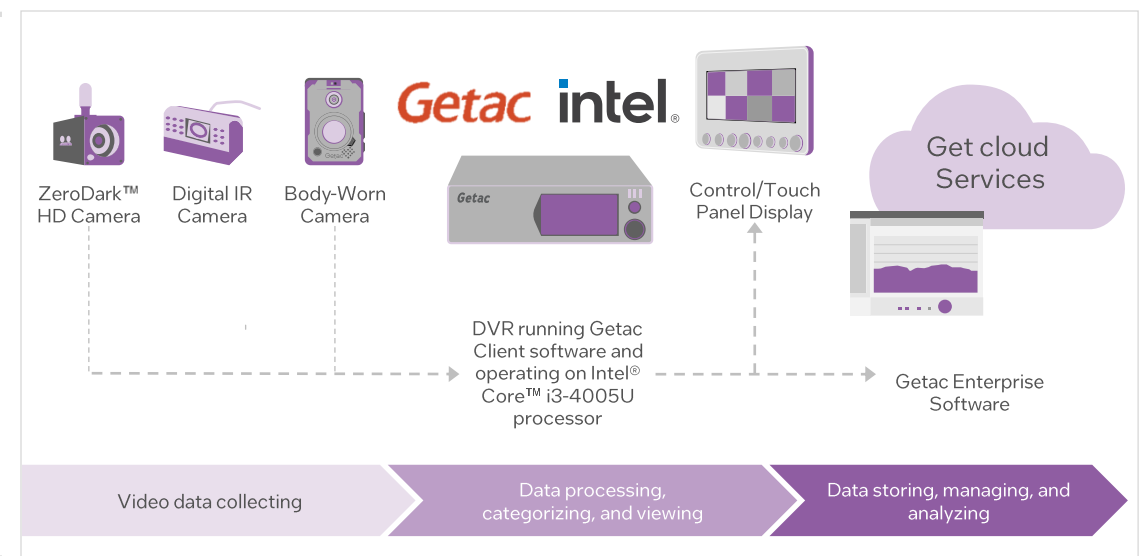 Getac
intel®
ZeroDark™
HD Camera
Digital IR
Camera
Body-Worn
Camera
Getac
Getac
Control/Touch
Panel Display
Get cloud
Services
DVR running Getac
Client software and
operating on Intel®
Core™ i3-4005U
processor
Getac Enterprise
Software
Video data collecting
Data processing,
categorizing, and viewing
Data storing, managing, and
analyzing